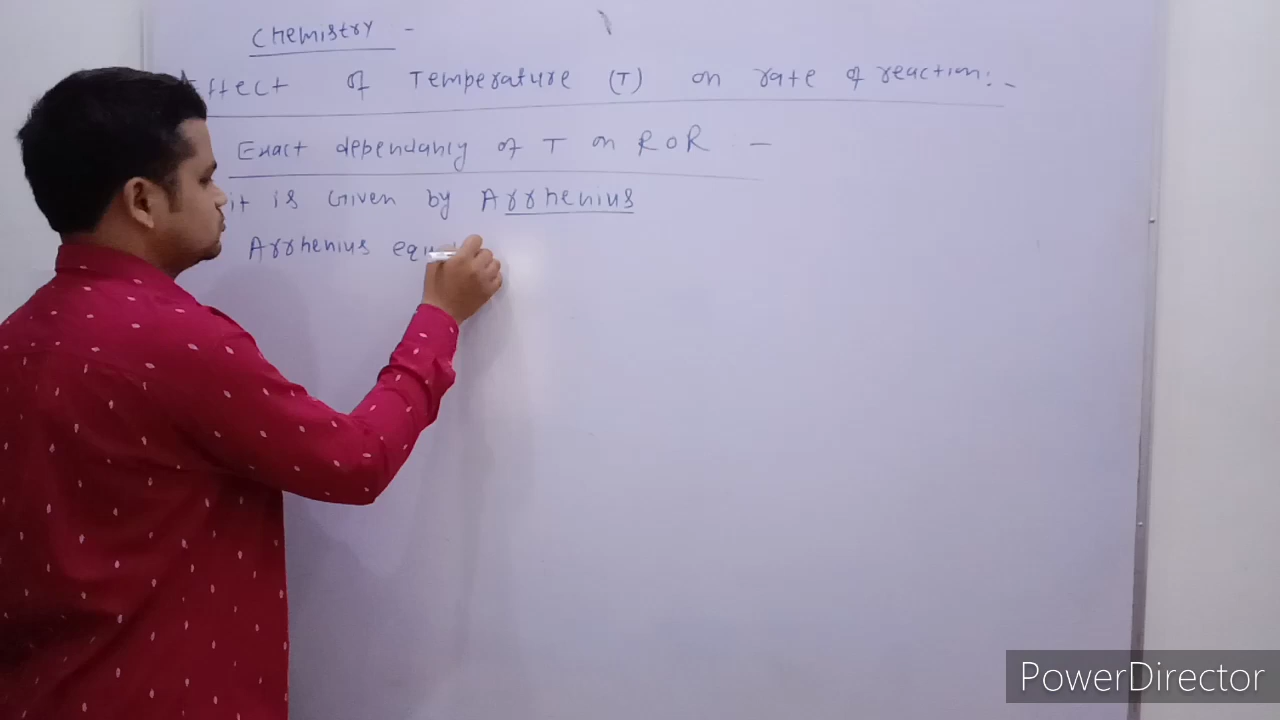 Chemistry -
Affect of Temperature (T) on rate of reaction: -
Exact dependancy of T on ROR -
it is Given by Arrhenius
Arrhenius equ
PowerDirector